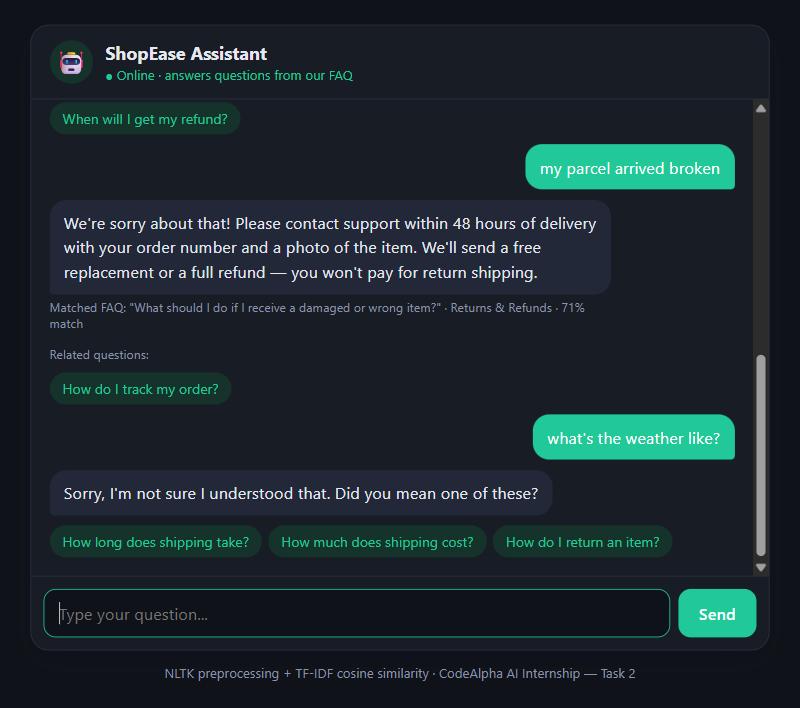 ShopEase Assistant
● Online · answers questions from our FAQ
When will I get my refund?
my parcel arrived broken
We're sorry about that! Please contact support within 48 hours of delivery
with your order number and a photo of the item. We'll send a free
replacement or a full refund — you won't pay for return shipping.
Matched FAQ: "What should I do if I receive a damaged or wrong item?" · Returns & Refunds · 71%
match
Related questions:
How do I track my order?
what's the weather like?
Sorry, I'm not sure I understood that. Did you mean one of these?
How long does shipping take? How much does shipping cost? How do I return an item?
Type your question... Send
NLTK preprocessing + TF-IDF cosine similarity · CodeAlpha AI Internship — Task 2